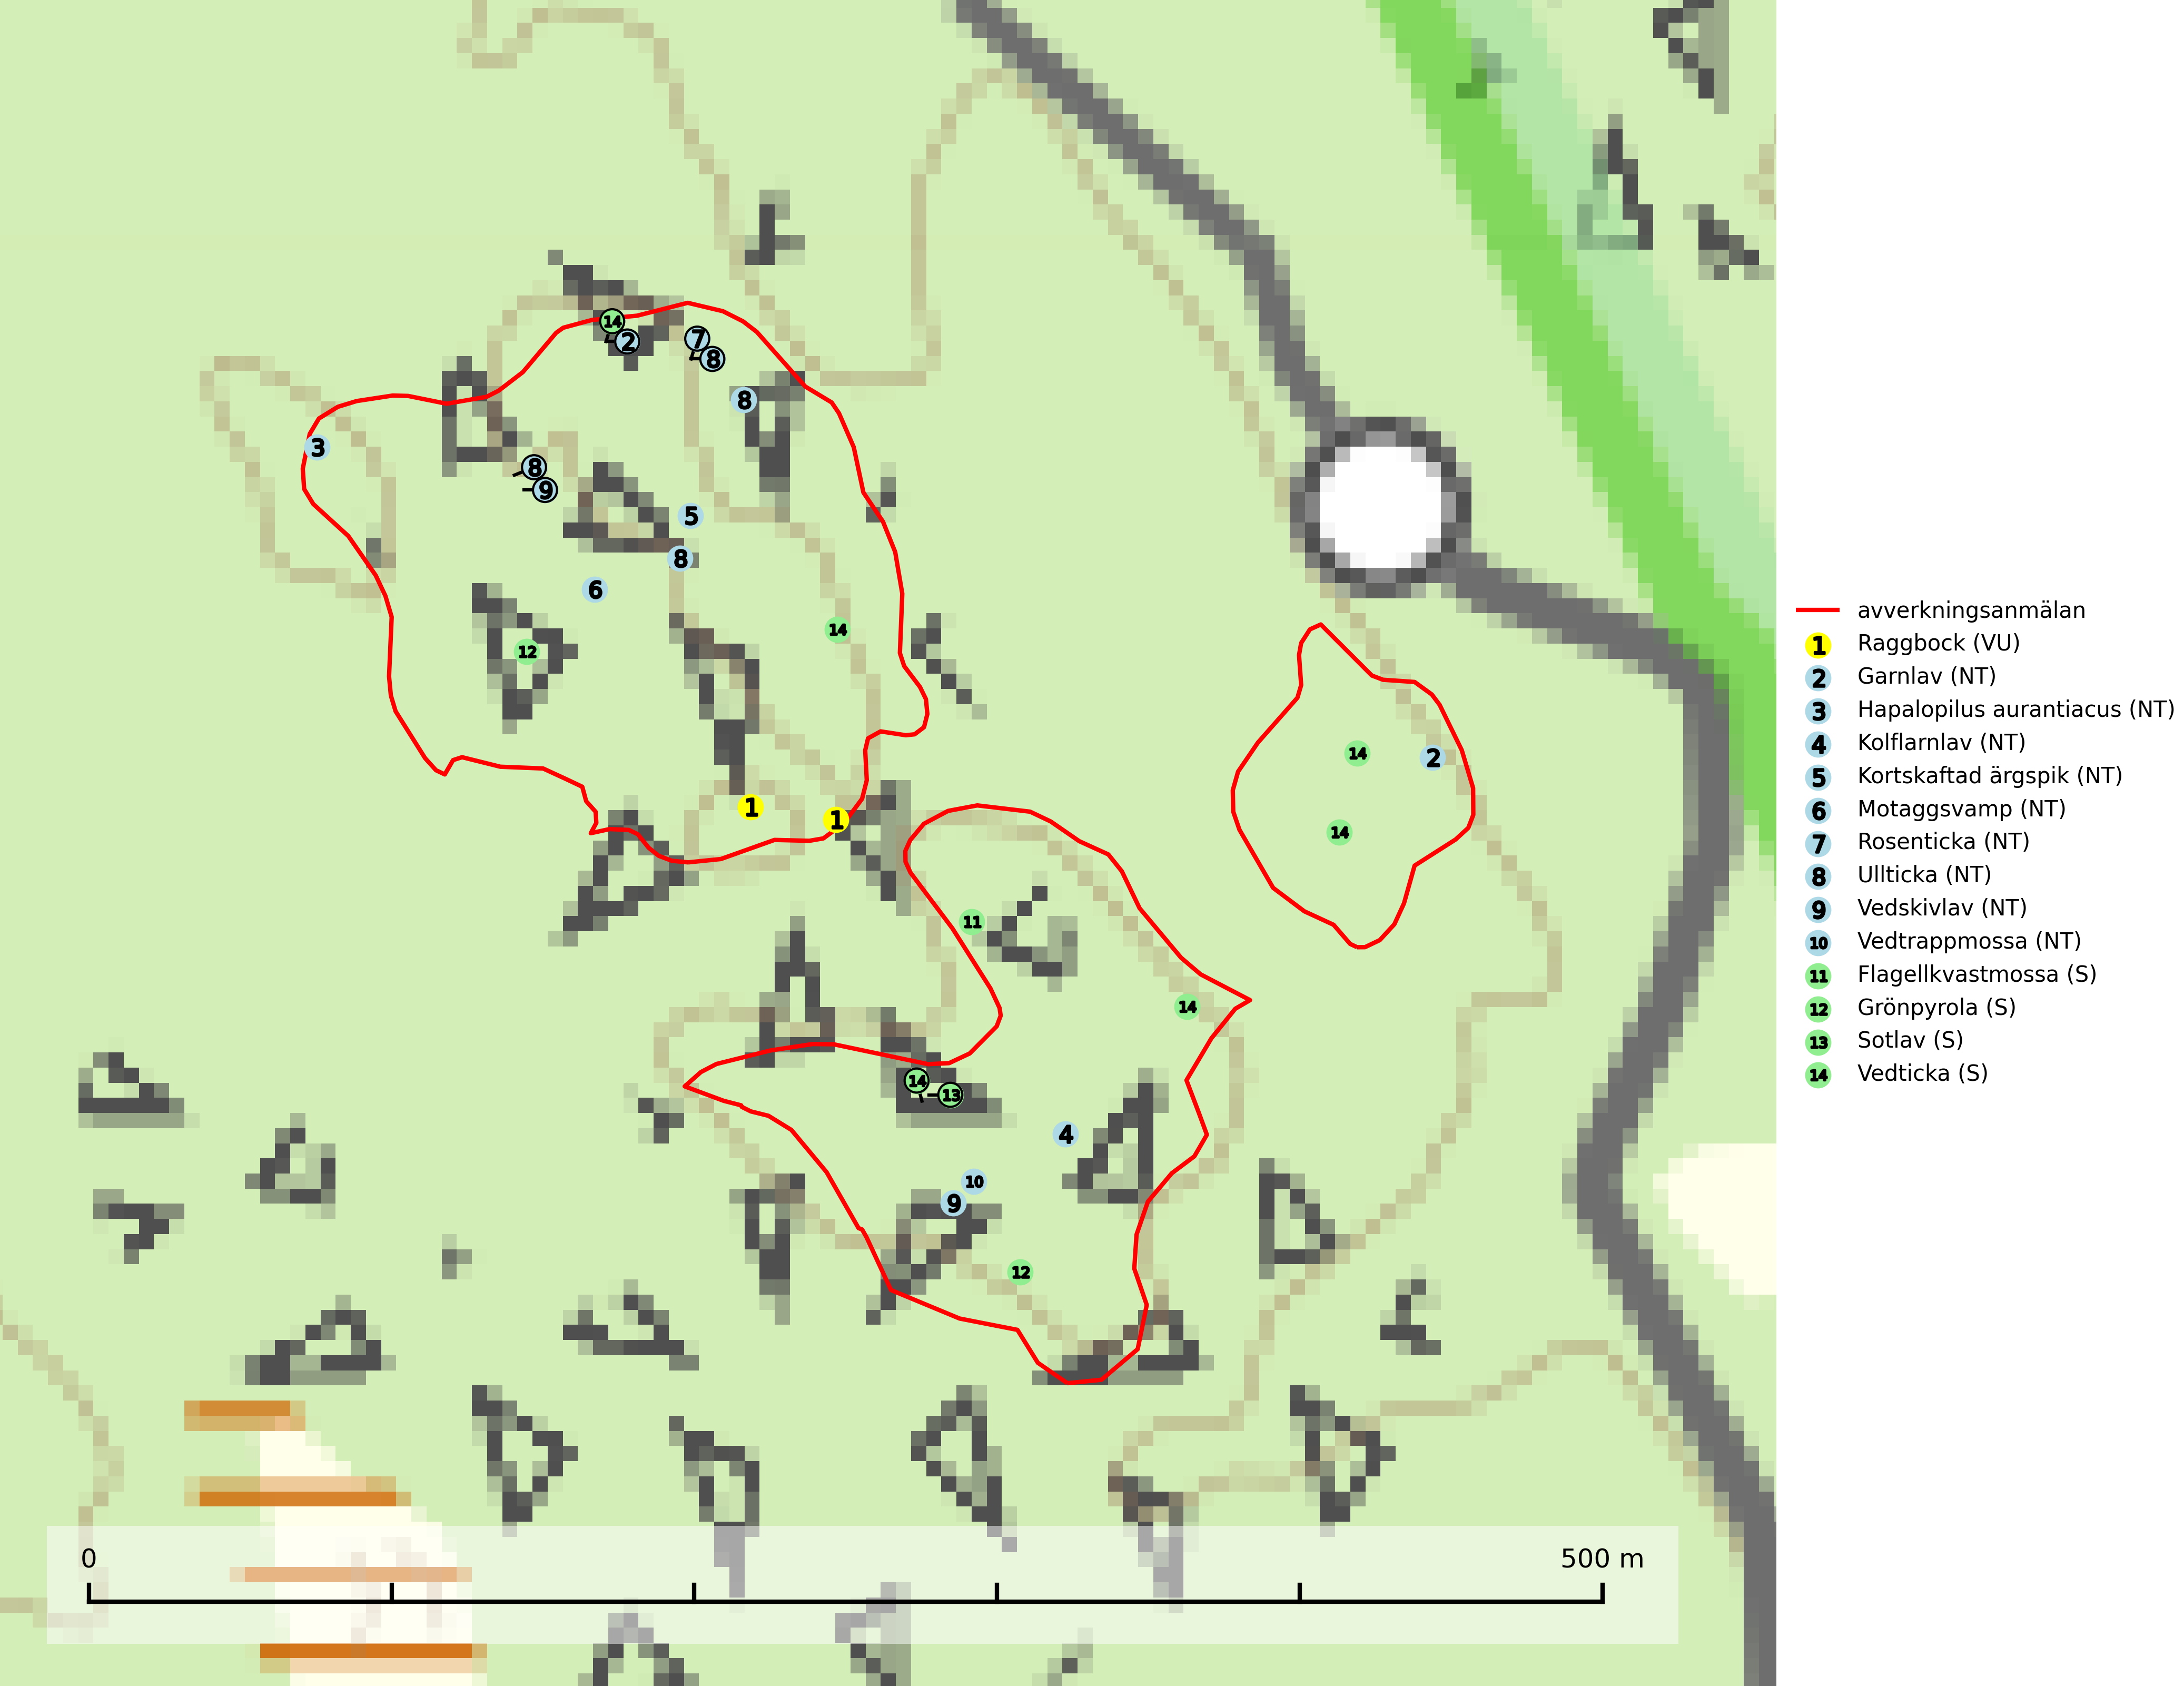 14
2
7
8
8
3
8
9
5
8
6
14
12
14
2
1
1
14
11
14
14
13
4
10
9
12
avverkningsanmälan
1 Raggbock (VU)
2 Garnlav (NT)
3 Hapalopilus aurantiacus (NT)
4 Kolflarnlav (NT)
5 Kortskaftad ärgspik (NT)
6 Motaggsvamp (NT)
7 Rosenticka (NT)
8 Ullticka (NT)
9 Vedskivlav (NT)
10 Vedtrappmossa (NT)
11 Flagellkvastmossa (S)
12 Grönpyrola (S)
13 Sotlav (S)
14 Vedticka (S)
0 500 m